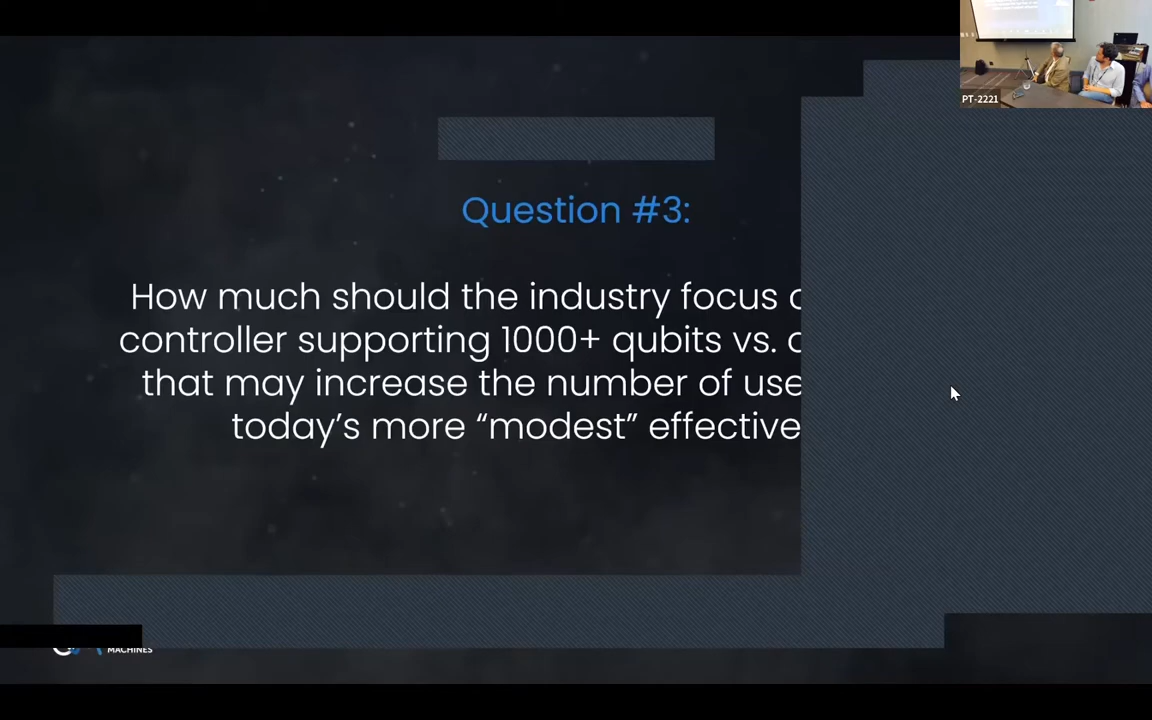 PT-2221
Question #3:
How much should the industry focus
controller supporting 1000+ qubits vs.
that may increase the number of
today's more “modest” effective
MACHINES